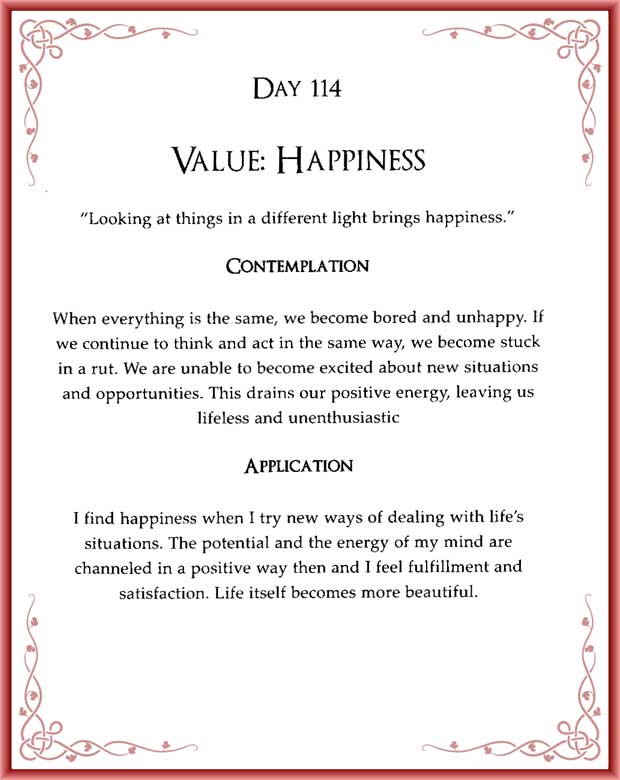 DAY 114
VALUE: HAPPINESS
“Looking at things in a different light brings happiness.”
CONTEMPLATION
When everything is the same, we become bored and unhappy. If
we continue to think and act in the same way, we become stuck
in a rut. We are unable to become excited about new situations
and opportunities. This drains our positive energy, leaving us
lifeless and unenthusiastic
APPLICATION
I find happiness when I try new ways of dealing with life’s
situations. The potential and the energy of my mind are
channeled in a positive way then and I feel fulfillment and
satisfaction. Life itself becomes more beautiful.